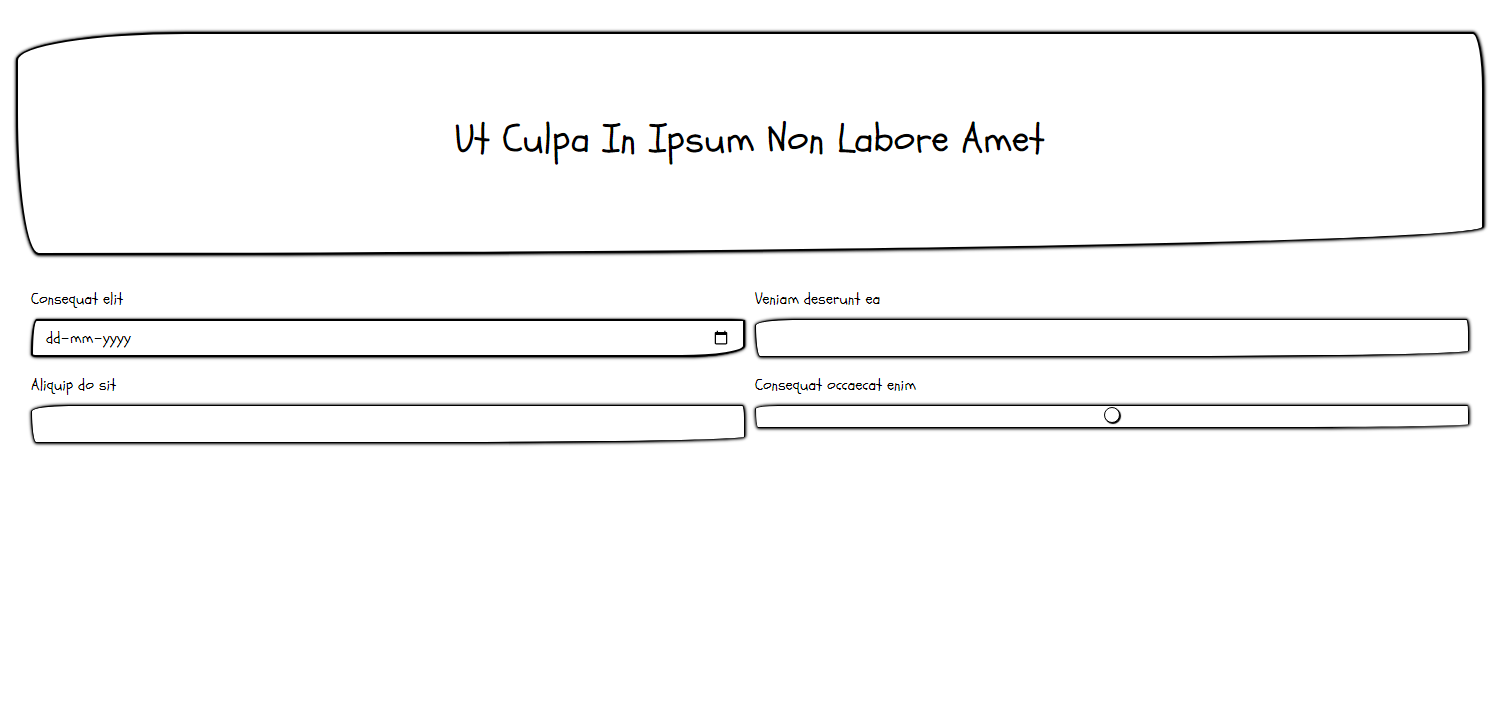 Ut Culpa In Ipsum Non Labore Amet
Consequat elit
Veniam deserunt ea
dd-mm-yyyy
Aliquip do sit
Consequat occaecat enim